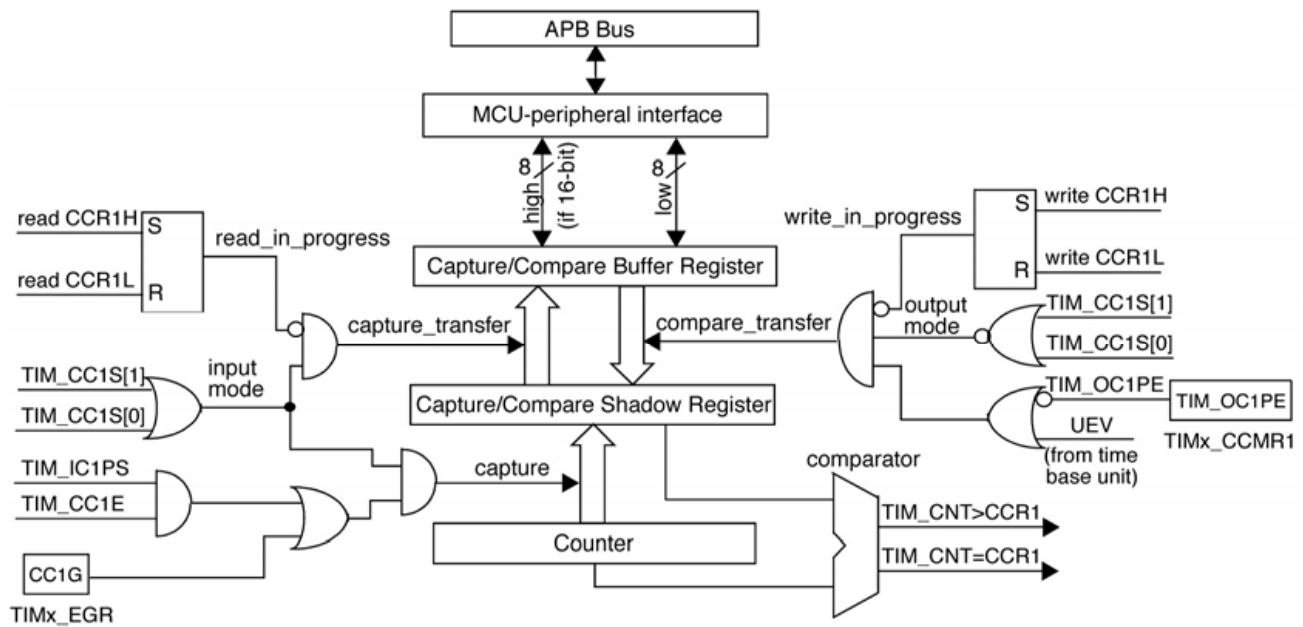 APB Bus
MCU-peripheral interface
8
high
(if 16-bit)
8
low
read CCR1H
S
read_in_progress
read CCR1L
R
write_in_progress
S
write CCR1H
R
write CCR1L
Capture/Compare Buffer Register
capture_transfer
compare_transfer
output
mode
TIM_CC1S[1]
TIM_CC1S[0]
TIM_CC1S[1]
input
mode
TIM_CC1S[0]
Capture/Compare Shadow Register
TIM_OC1PE
TIM_OC1PE
UEV
TIMx_CCMR1
(from time
base unit)
TIM_IC1PS
TIM_CC1E
capture
comparator
Counter
TIM_CNT>CCR1
TIM_CNT=CCR1
CC1G
TIMx_EGR